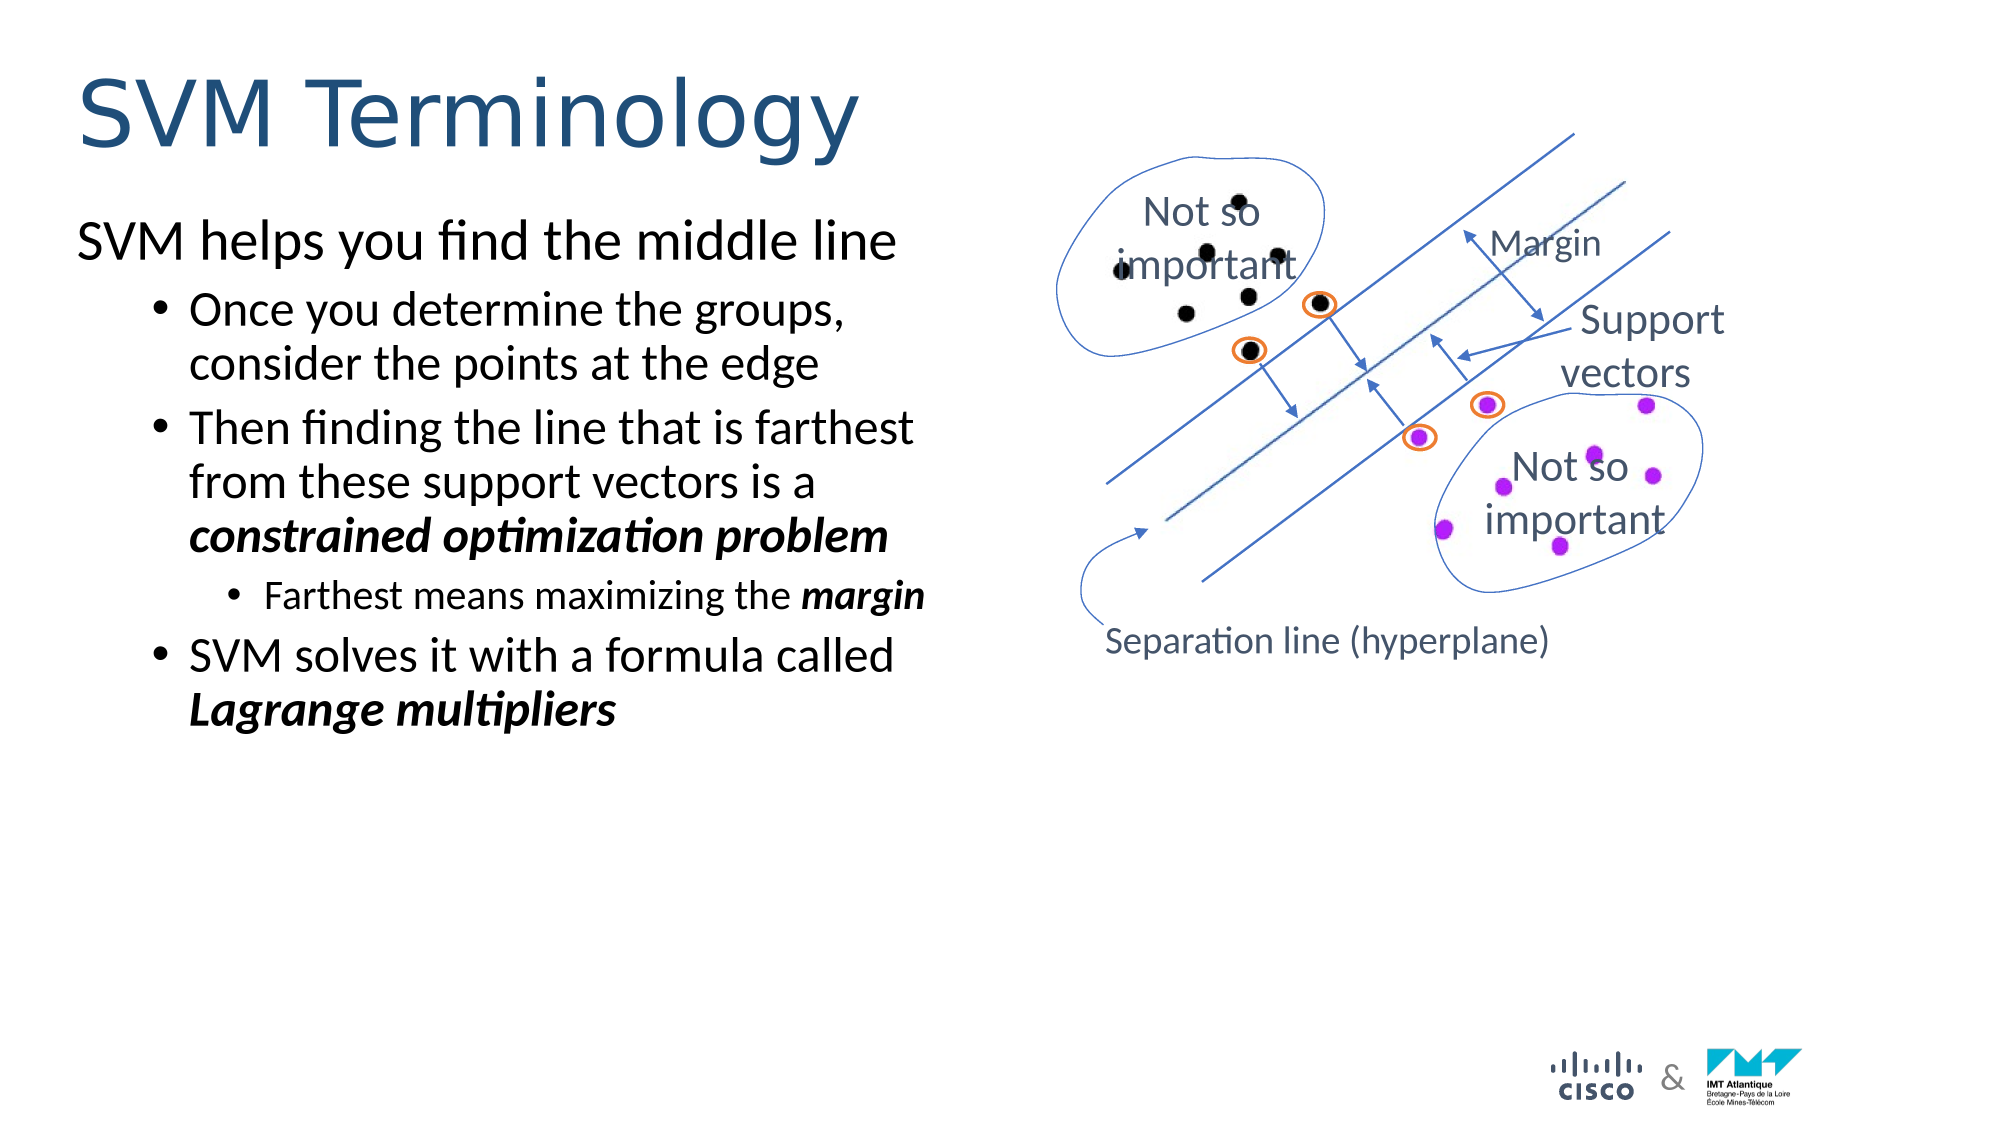 SVM Terminology
SVM helps you find the middle line
• Once you determine the groups,
consider the points at the edge
• Then finding the line that is farthest
from these support vectors is a
constrained optimization problem
• Farthest means maximizing the margin
• SVM solves it with a formula called
Lagrange multipliers
Not so
important
Margin
Support
vectors
Not so
important
Separation line (hyperplane)
CISCO
&
IMT Atlantique
Bretagne-Pays de la Loire
École Mines-Télécom